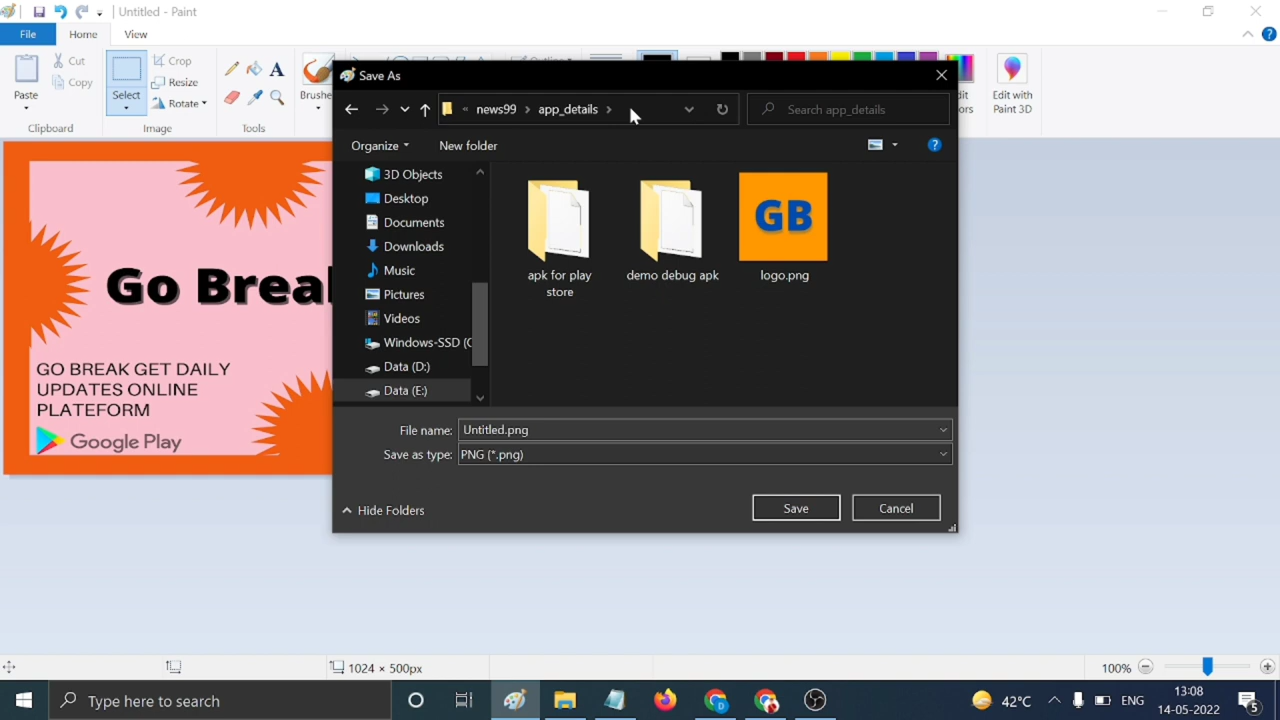 Untitled - Paint
File Home View
Paste
Cut
Copy
Clipboard
Select
Crop
Resize
Rotate
Image
A
Tools
Edit with
Paint 3D
Save As
« news99 › app_details ›
Search app_details
Organize New folder
3D Objects
Desktop
Documents
Downloads
Music
Pictures
Videos
Windows-SSD (C
Data (D:)
Data (E:)
apk for play
store
demo debug apk
GB
logo.png
File name: Untitled.png
Save as type: PNG (*.png)
Hide Folders
Save Cancel
Go Break
GO BREAK GET DAILY
UPDATES ONLINE
PLATEFORM
Google Play
1024 × 500px
100%
Type here to search
42°C
ENG
13:08
14-05-2022
5